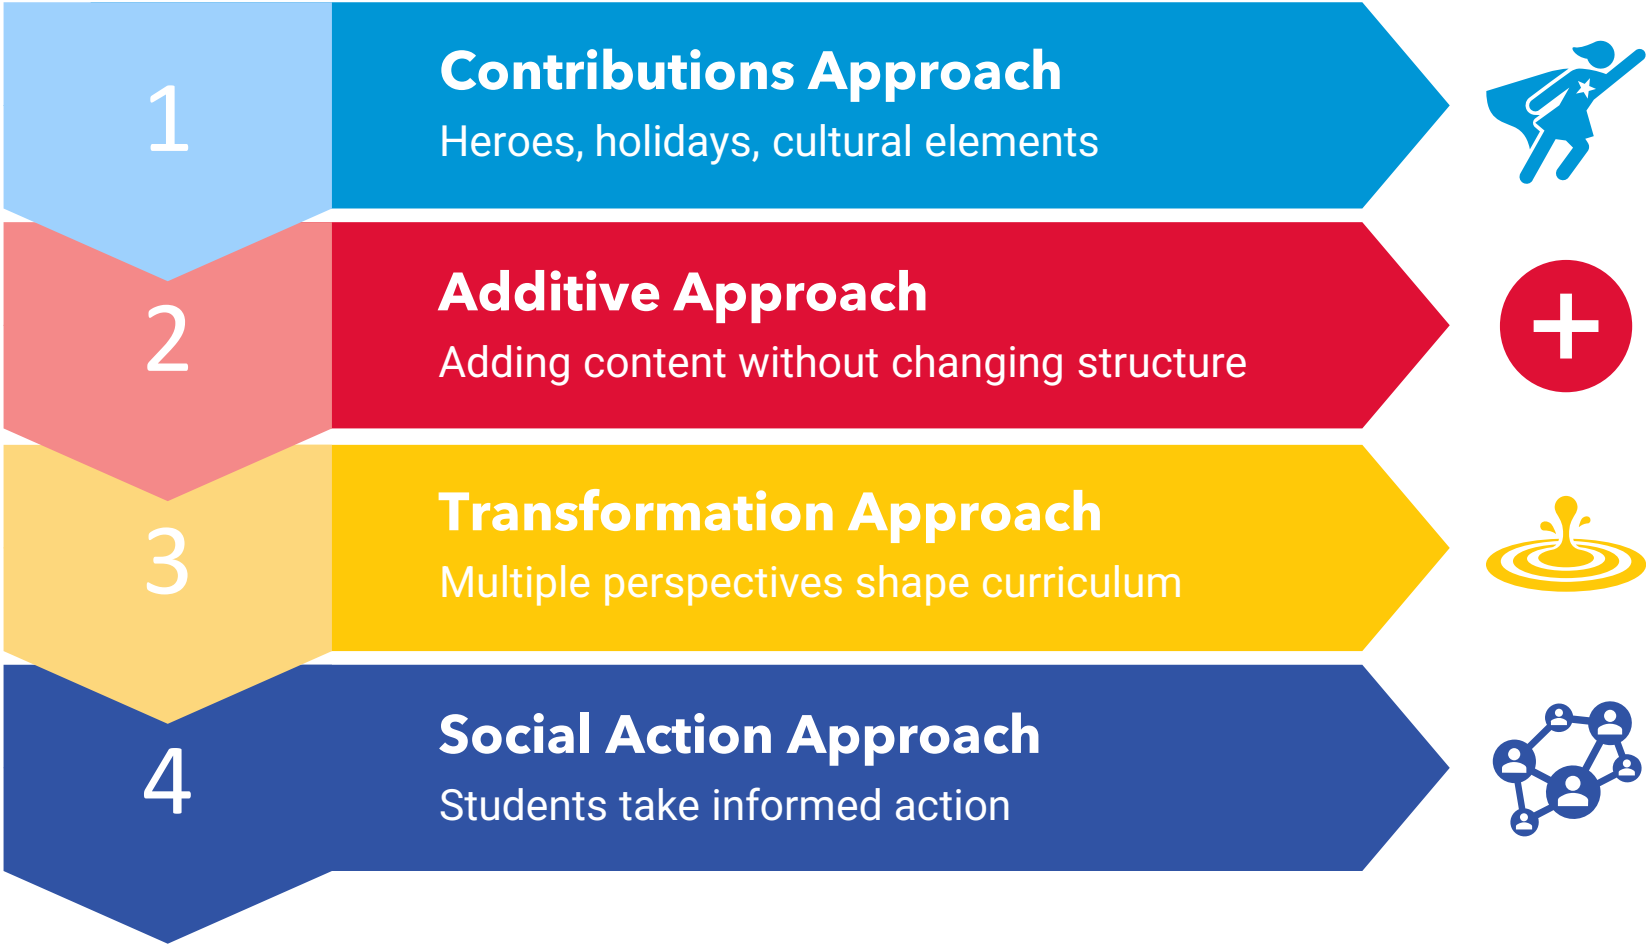 1
Contributions Approach
Heroes, holidays, cultural elements
2
Additive Approach
Adding content without changing structure
3
Transformation Approach
Multiple perspectives shape curriculum
4
Social Action Approach
Students take informed action